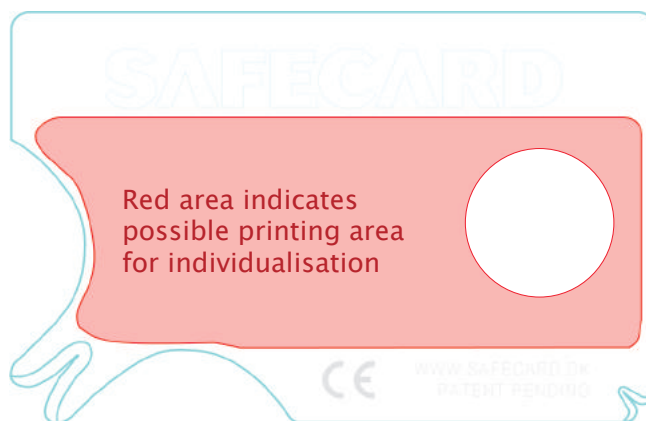 SAFECARD
Red area indicates
possible printing area
for individualisation
CE
WWW.SAFECARD.DK
PATENT PENDING